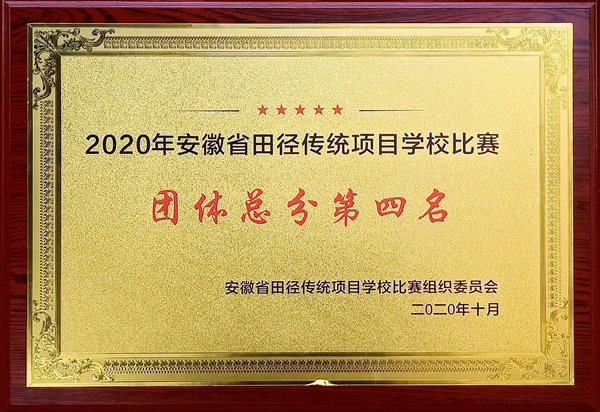 2020年安徽省田径传统项目学校比赛
团体总分第四名
安徽省田径传统项目学校比赛组织委员会
二0二0年十月